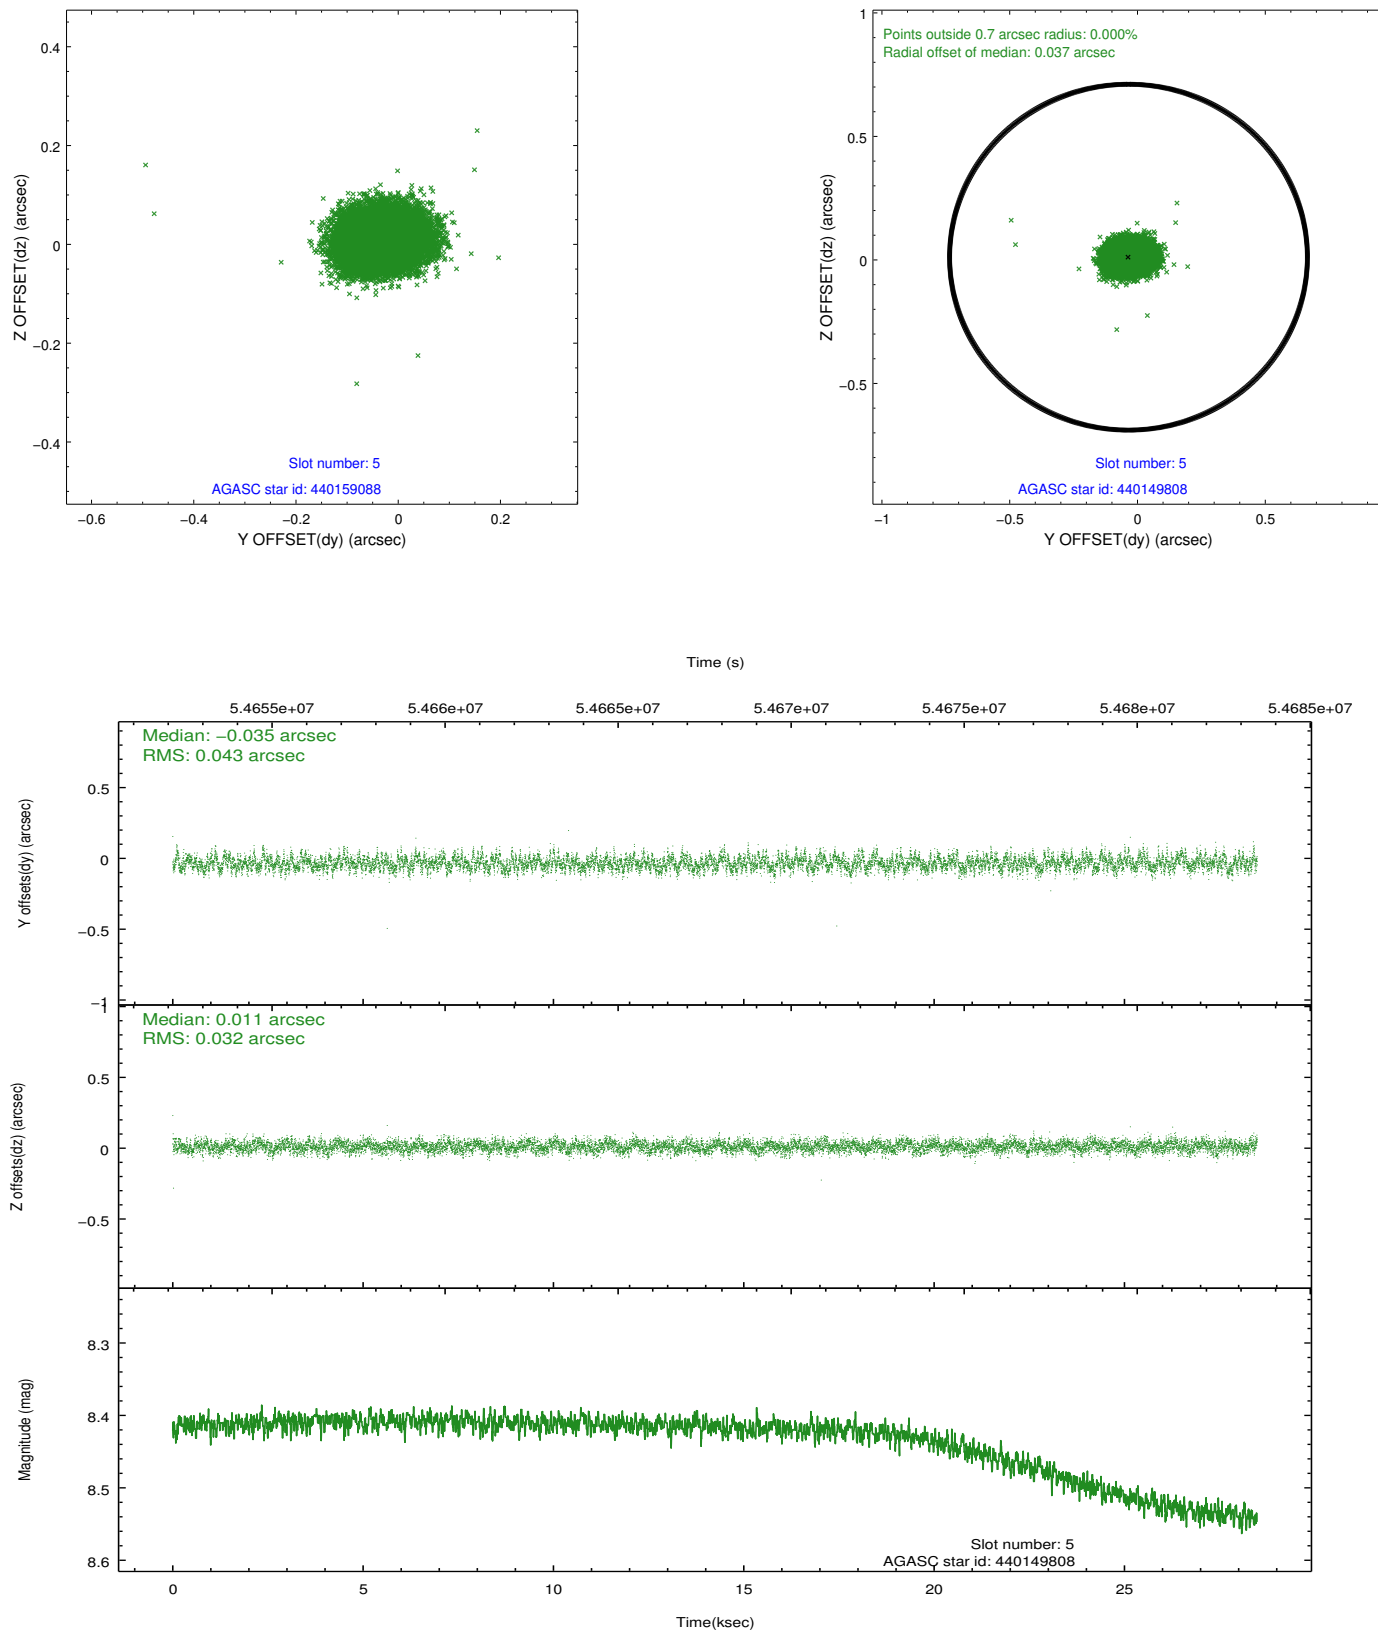 0.4
0.2
0
−0.2
−0.4
Z OFFSET(dz) (arcsec)
Slot number: 5
AGASC star id: 440159088
−0.6
−0.4
−0.2
0
0.2
Y OFFSET(dy) (arcsec)
1
0.5
0
−0.5
Z OFFSET(dz) (arcsec)
Points outside 0.7 arcsec radius: 0.000%
Radial offset of median: 0.037 arcsec
Slot number: 5
AGASC star id: 440149808
−1
−0.5
0
0.5
Y OFFSET(dy) (arcsec)
Time (s)
5.4655e+07
5.466e+07
5.4665e+07
5.467e+07
5.4675e+07
5.468e+07
5.4685e+07
Median: −0.035 arcsec
RMS: 0.043 arcsec
0.5
0
−0.5
−1
Y offsets(dy) (arcsec)
Median: 0.011 arcsec
RMS: 0.032 arcsec
0.5
0
−0.5
Z offsets(dz) (arcsec)
8.3
8.4
8.5
8.6
Magnitude (mag)
Slot number: 5
AGASC star id: 440149808
0
5
10
15
20
25
Time(ksec)